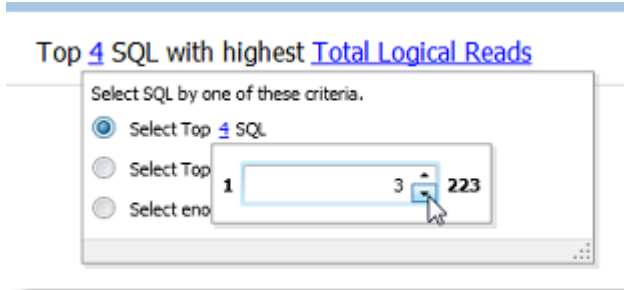 Top 4 SQL with highest Total Logical Reads
Select SQL by one of these criteria.
Select Top 4 SQL
Select Top
1 3 223
Select